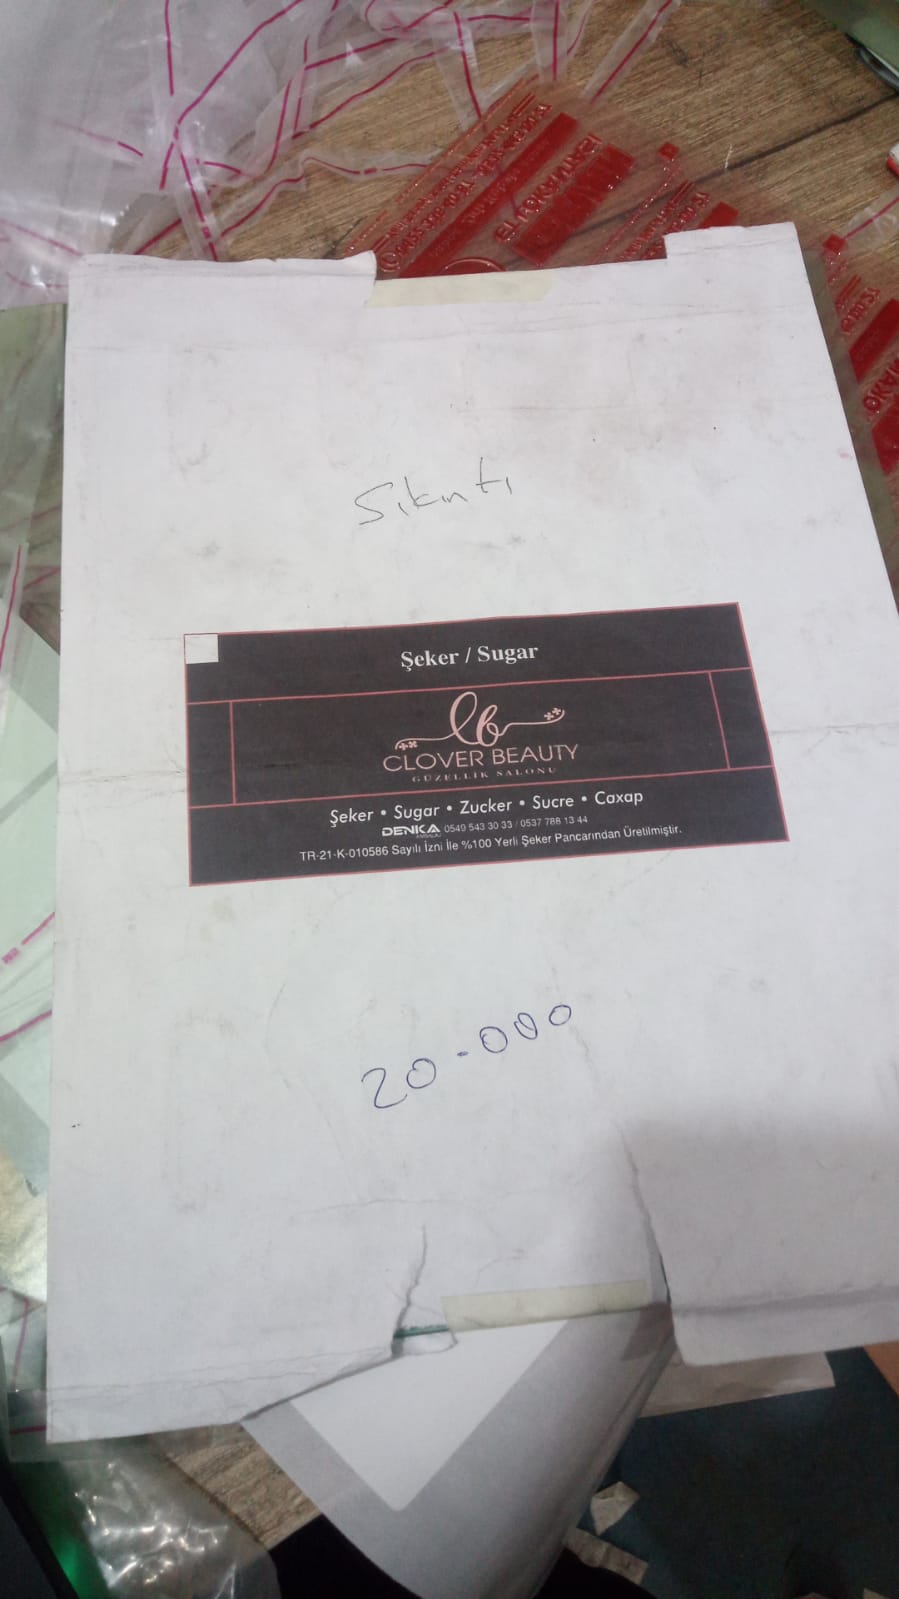 Sıkıntı
Şeker / Sugar
lb
CLOVER BEAUTY
GÜZELLİK SALONU
Şeker • Sugar • Zucker • Sucre • Caxap
DENKA 0549 543 30 33 / 0537 788 13 44
TR-21-K-010586 Sayılı İzni İle %100 Yerli Şeker Pancarından Üretilmiştir.
20-000